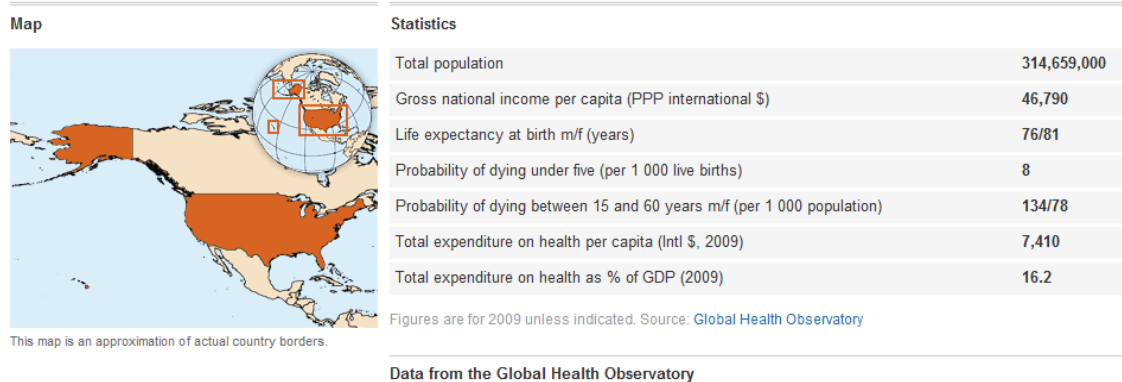 Map
This map is an approximation of actual country borders.
Statistics
Total population 314,659,000
Gross national income per capita (PPP international $) 46,790
Life expectancy at birth m/f (years) 76/81
Probability of dying under five (per 1 000 live births) 8
Probability of dying between 15 and 60 years m/f (per 1 000 population) 134/78
Total expenditure on health per capita (Intl $, 2009) 7,410
Total expenditure on health as % of GDP (2009) 16.2
Figures are for 2009 unless indicated. Source: Global Health Observatory
Data from the Global Health Observatory